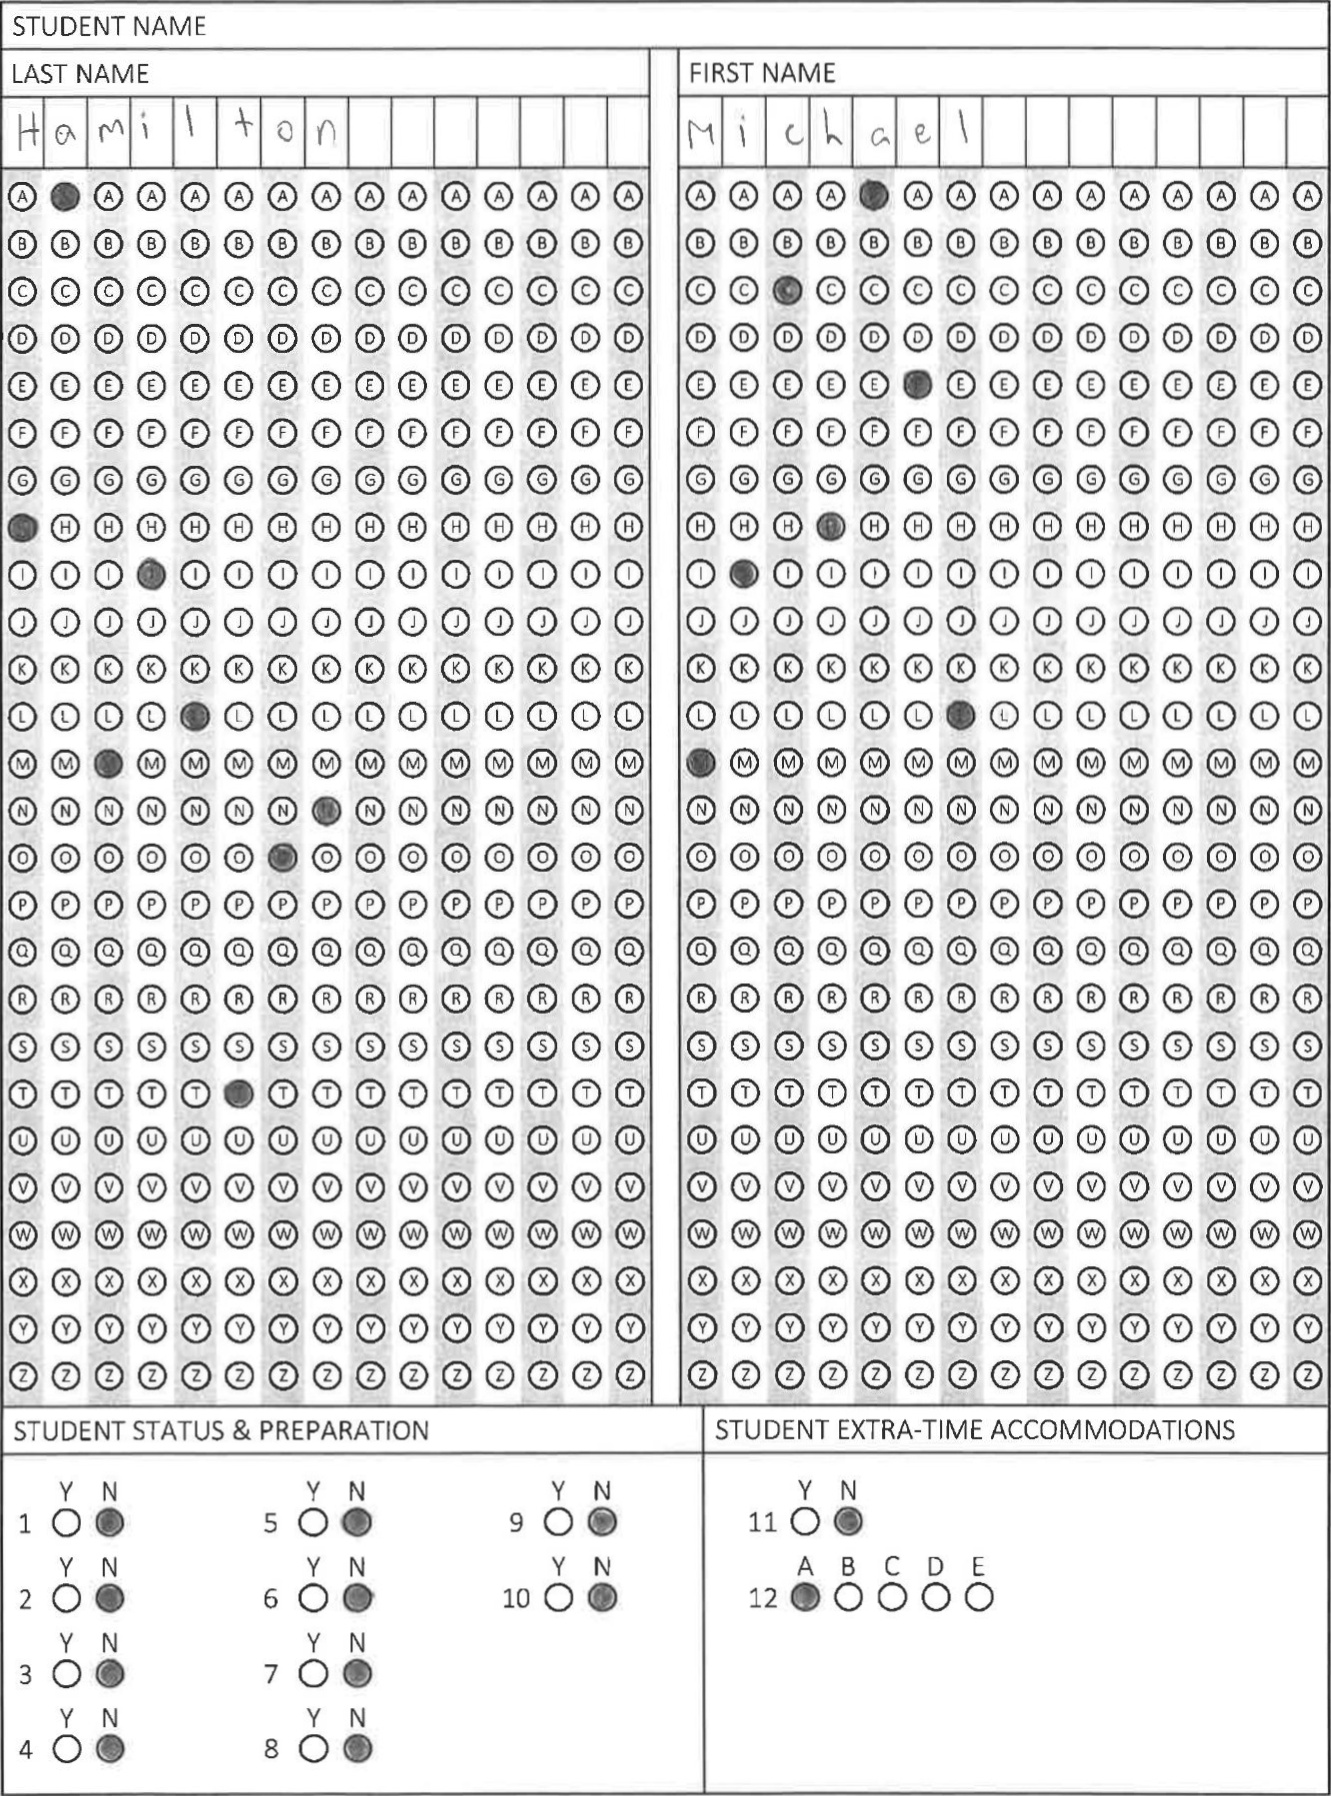 STUDENT NAME
LAST NAME FIRST NAME
Hamilton Michael
A A A A A A A A A A A A A A A A A A A A A A A A A A A A
B B B B B B B B B B B B B B B B B B B B B B B B B B B B B B
C C C C C C C C C C C C C C C C C C C C C C C C C C C C C C
D D D D D D D D D D D D D D D D D D D D D D D D D D D D D D
E E E E E E E E E E E E E E E E E E E E E E E E E E E E E
F F F F F F F F F F F F F F F F F F F F F F F F F F F F F F
G G G G G G G G G G G G G G G G G G G G G G G G G G G G G G
H H H H H H H H H H H H H H H H H H H H H H H H H H H H
I I I I I I I I I I I I I I I I I I I I I I I I I I I I
J J J J J J J J J J J J J J J J J J J J J J J J J J J J J J
K K K K K K K K K K K K K K K K K K K K K K K K K K K K K K
L L L L L L L L L L L L L L L L L L L L L L L L L L L L
M M M M M M M M M M M M M M M M M M M M M M M M M M M M
N N N N N N N N N N N N N N N N N N N N N N N N N N N N N
O O O O O O O O O O O O O O O O O O O O O O O O O O O O O
P P P P P P P P P P P P P P P P P P P P P P P P P P P P P P
Q Q Q Q Q Q Q Q Q Q Q Q Q Q Q Q Q Q Q Q Q Q Q Q Q Q Q Q Q Q
R R R R R R R R R R R R R R R R R R R R R R R R R R R R R R
S S S S S S S S S S S S S S S S S S S S S S S S S S S S S S
T T T T T T T T T T T T T T T T T T T T T T T T T T T T T
U U U U U U U U U U U U U U U U U U U U U U U U U U U U U U
V V V V V V V V V V V V V V V V V V V V V V V V V V V V V V
W W W W W W W W W W W W W W W W W W W W W W W W W W W W W W
X X X X X X X X X X X X X X X X X X X X X X X X X X X X X X
Y Y Y Y Y Y Y Y Y Y Y Y Y Y Y Y Y Y Y Y Y Y Y Y Y Y Y Y Y Y
Z Z Z Z Z Z Z Z Z Z Z Z Z Z Z Z Z Z Z Z Z Z Z Z Z Z Z Z Z Z
STUDENT STATUS & PREPARATION STUDENT EXTRA-TIME ACCOMMODATIONS
Y N Y N Y N Y N
1 5 9 11
Y N Y N Y N A B C D E
2 6 10 12
Y N Y N
3 7
Y N Y N
4 8